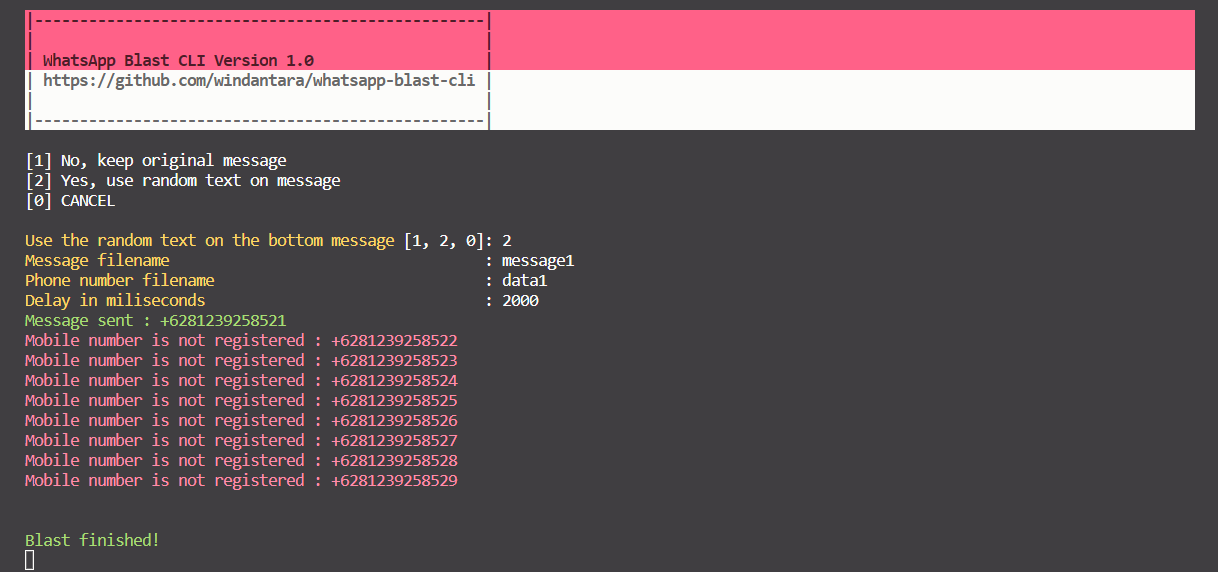 |--------------------------------------------------|
| |
| WhatsApp Blast CLI Version 1.0 |
| https://github.com/windantara/whatsapp-blast-cli |
| |
|--------------------------------------------------|
[1] No, keep original message
[2] Yes, use random text on message
[0] CANCEL
Use the random text on the bottom message [1, 2, 0]: 2
Message filename : message1
Phone number filename : data1
Delay in miliseconds : 2000
Message sent : +6281239258521
Mobile number is not registered : +6281239258522
Mobile number is not registered : +6281239258523
Mobile number is not registered : +6281239258524
Mobile number is not registered : +6281239258525
Mobile number is not registered : +6281239258526
Mobile number is not registered : +6281239258527
Mobile number is not registered : +6281239258528
Mobile number is not registered : +6281239258529
Blast finished!